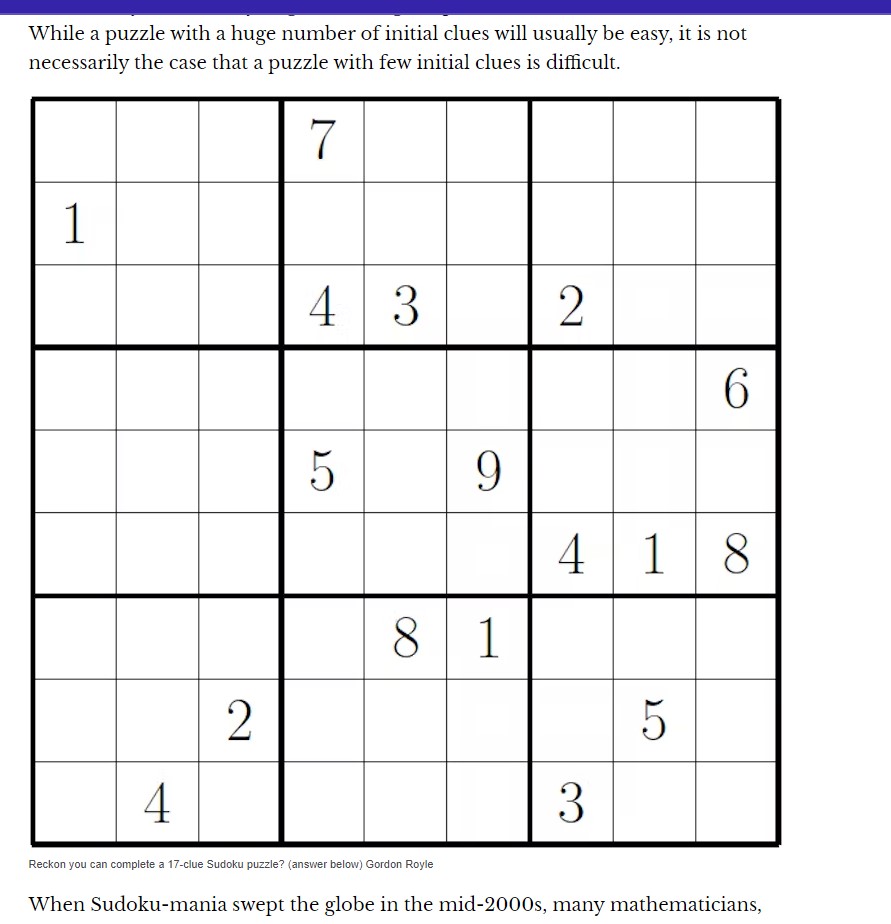 While a puzzle with a huge number of initial clues will usually be easy, it is not
necessarily the case that a puzzle with few initial clues is difficult.
7
1
4 3 2
6
5 9
4 1 8
8 1
2 5
4 3
Reckon you can complete a 17-clue Sudoku puzzle? (answer below) Gordon Royle
When Sudoku-mania swept the globe in the mid-2000s, many mathematicians,